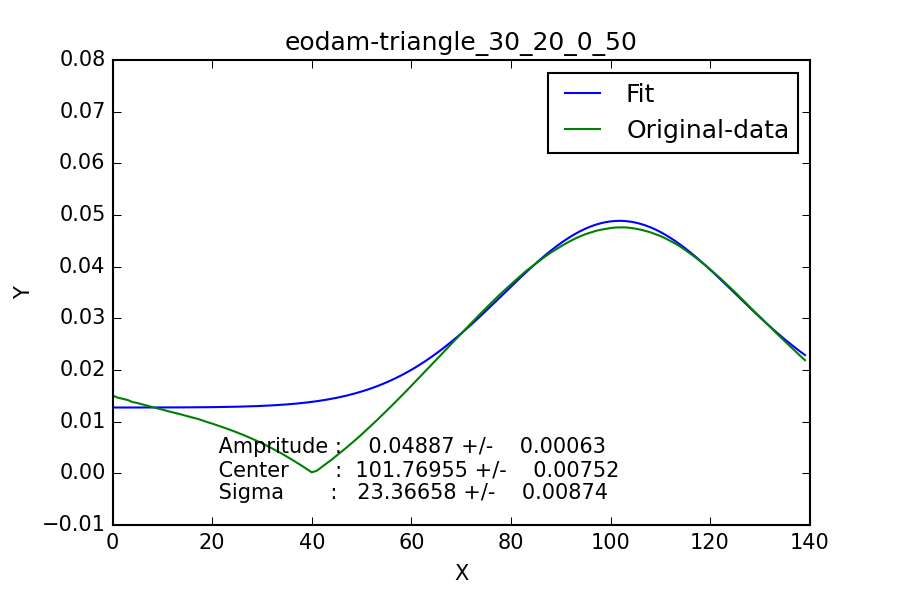 eodam-triangle_30_20_0_50
0.08
0.07
0.06
0.05
0.04
0.03
0.02
0.01
0.00
−0.01
Y
Fit
Original-data
Ampritude : 0.04887 +/- 0.00063
Center : 101.76955 +/- 0.00752
Sigma : 23.36658 +/- 0.00874
0 20 40 60 80 100 120 140
X